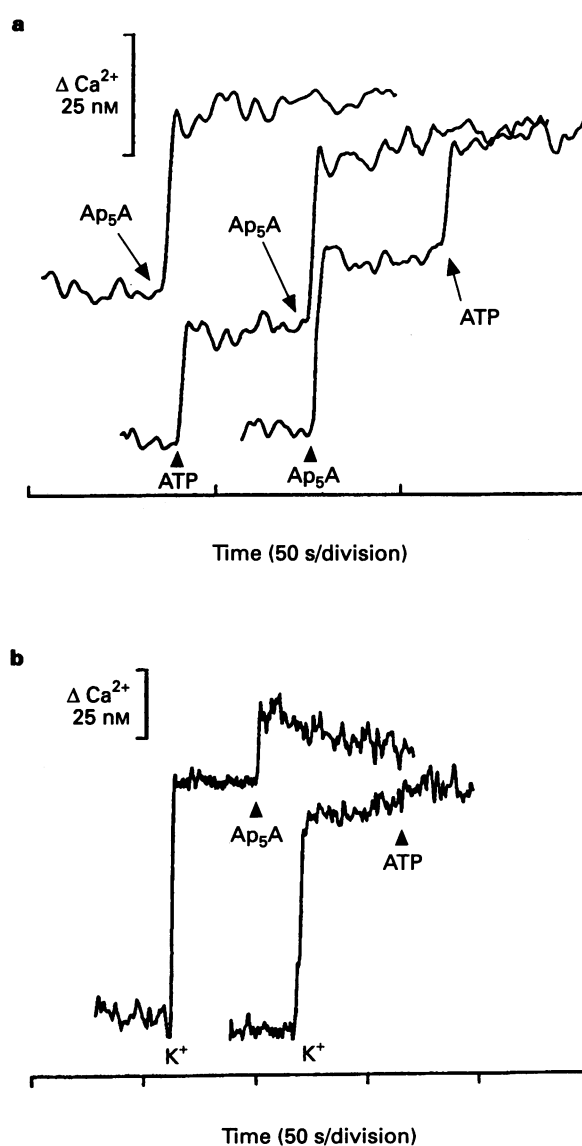 a
Δ Ca²⁺
25 nM
Ap₅A
Ap₅A
ATP
ATP
Ap₅A
Time (50 s/division)
b
Δ Ca²⁺
25 nM
Ap₅A
ATP
K⁺
K⁺
Time (50 s/division)